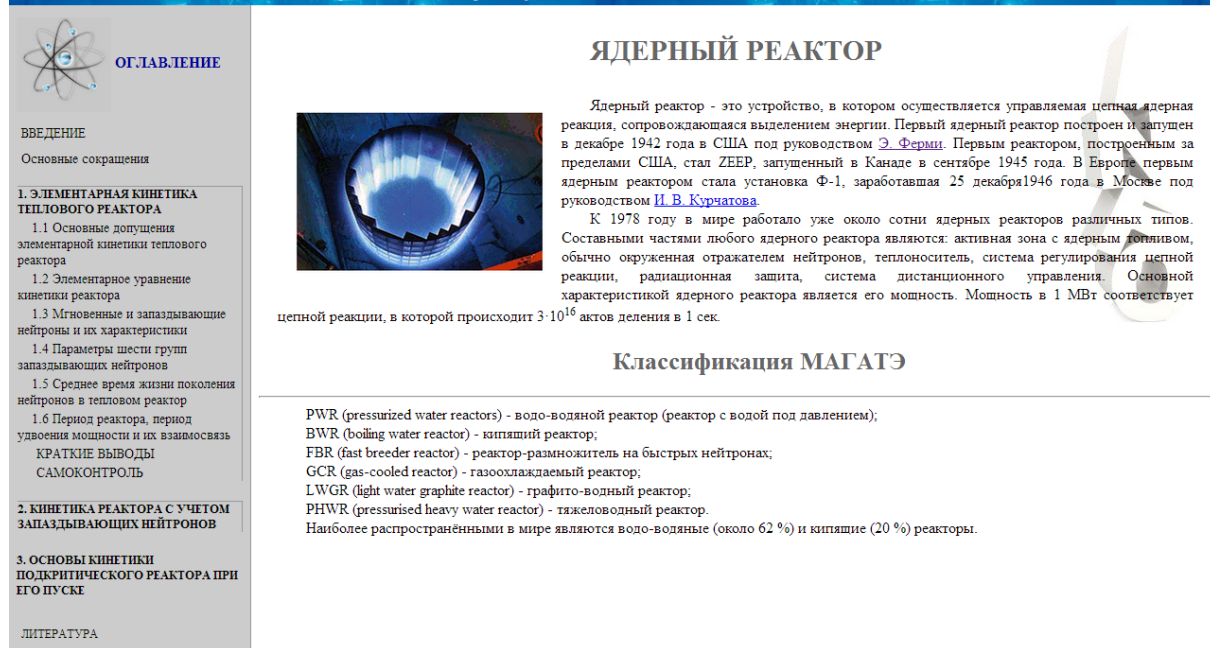 ОГЛАВЛЕНИЕ
ВВЕДЕНИЕ
Основные сокращения
1. ЭЛЕМЕНТАРНАЯ КИНЕТИКА
ТЕПЛОВОГО РЕАКТОРА
1.1 Основные допущения
элементарной кинетики теплового
реактора
1.2 Элементарное уравнение
кинетики реактора
1.3 Мгновенные и запаздывающие
нейтроны и их характеристики
1.4 Параметры шести групп
запаздывающих нейтронов
1.5 Среднее время жизни поколения
нейтронов в тепловом реактор
1.6 Период реактора, период
удвоения мощности и их взаимосвязь
КРАТКИЕ ВЫВОДЫ
САМОКОНТРОЛЬ
2. КИНЕТИКА РЕАКТОРА С УЧЕТОМ
ЗАПАЗДЫВАЮЩИХ НЕЙТРОНОВ
3. ОСНОВЫ КИНЕТИКИ
ПОДКРИТИЧЕСКОГО РЕАКТОРА ПРИ
ЕГО ПУСКЕ
ЛИТЕРАТУРА
ЯДЕРНЫЙ РЕАКТОР
Ядерный реактор - это устройство, в котором осуществляется управляемая цепная ядерная
реакция, сопровождающаяся выделением энергии. Первый ядерный реактор построен и запущен
в декабре 1942 года в США под руководством Э. Ферми. Первым реактором, построенным за
пределами США, стал ZEEP, запущенный в Канаде в сентябре 1945 года. В Европе первым
ядерным реактором стала установка Ф-1, заработавшая 25 декабря1946 года в Москве под
руководством И. В. Курчатова.
К 1978 году в мире работало уже около сотни ядерных реакторов различных типов.
Составными частями любого ядерного реактора являются: активная зона с ядерным топливом,
обычно окруженная отражателем нейтронов, теплоноситель, система регулирования цепной
реакции, радиационная защита, система дистанционного управления. Основной
характеристикой ядерного реактора является его мощность. Мощность в 1 МВт соответствует
цепной реакции, в которой происходит 3·10^16 актов деления в 1 сек.
Классификация МАГАТЭ
PWR (pressurized water reactors) - водо-водяной реактор (реактор с водой под давлением);
BWR (boiling water reactor) - кипящий реактор;
FBR (fast breeder reactor) - реактор-размножитель на быстрых нейтронах;
GCR (gas-cooled reactor) - газоохлаждаемый реактор;
LWGR (light water graphite reactor) - графито-водный реактор;
PHWR (pressurised heavy water reactor) - тяжеловодный реактор.
Наиболее распространёнными в мире являются водо-водяные (около 62 %) и кипящие (20 %) реакторы.